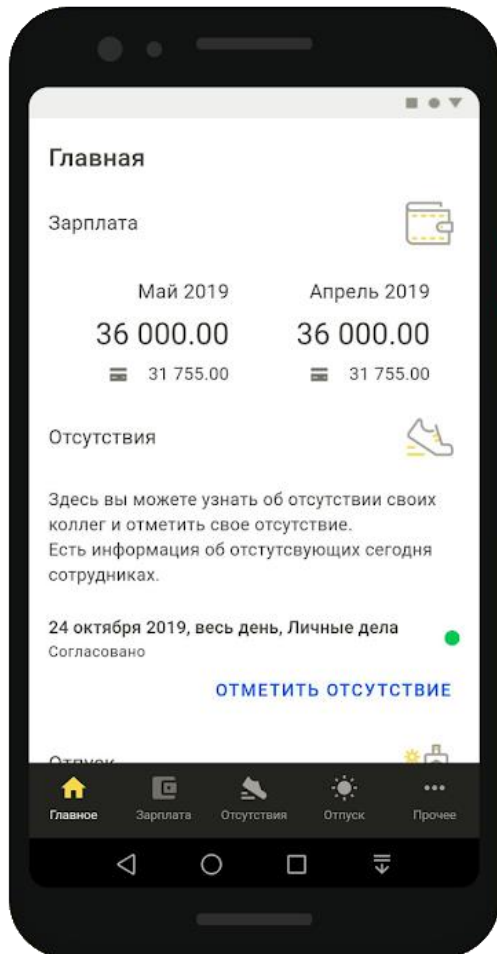 Главная
Зарплата
Май 2019 Апрель 2019
36 000.00 36 000.00
31 755.00 31 755.00
Отсутствия
Здесь вы можете узнать об отсутствии своих
коллег и отметить свое отсутствие.
Есть информация об отстутсвующих сегодня
сотрудниках.
24 октября 2019, весь день, Личные дела
Согласовано
ОТМЕТИТЬ ОТСУТСТВИЕ
Отпуск
Главное Зарплата Отсутствия Отпуск Прочее